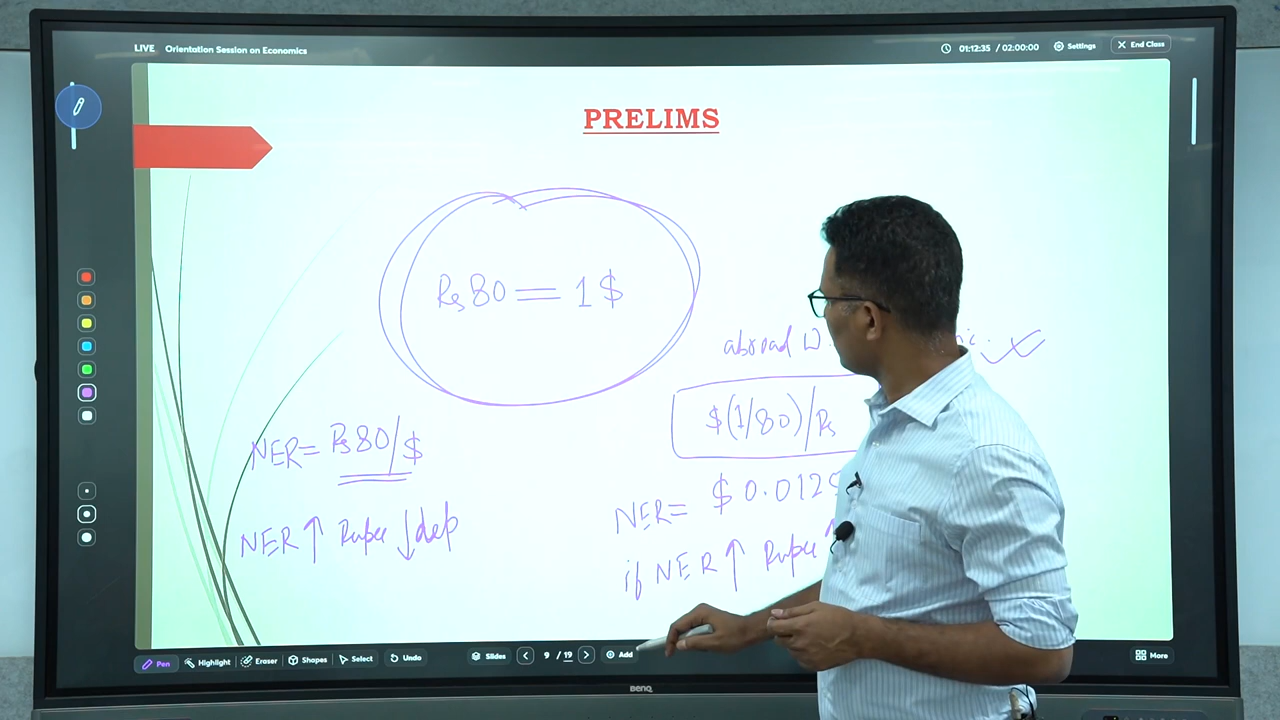 LIVE Orientation Session on Economics
01:12:35 / 02:00:00 Settings End Class
PRELIMS
Rs 80 = 1 $
abroad
$(1/80)/Rs
NER = Rs 80/$
NER = $ 0.012
NER ↑ Rupee ↓ dep
if NER ↑ Rupee ↑
Pen Highlight Eraser Shapes Select Undo Slides 9 / 19 Add More
BenQ